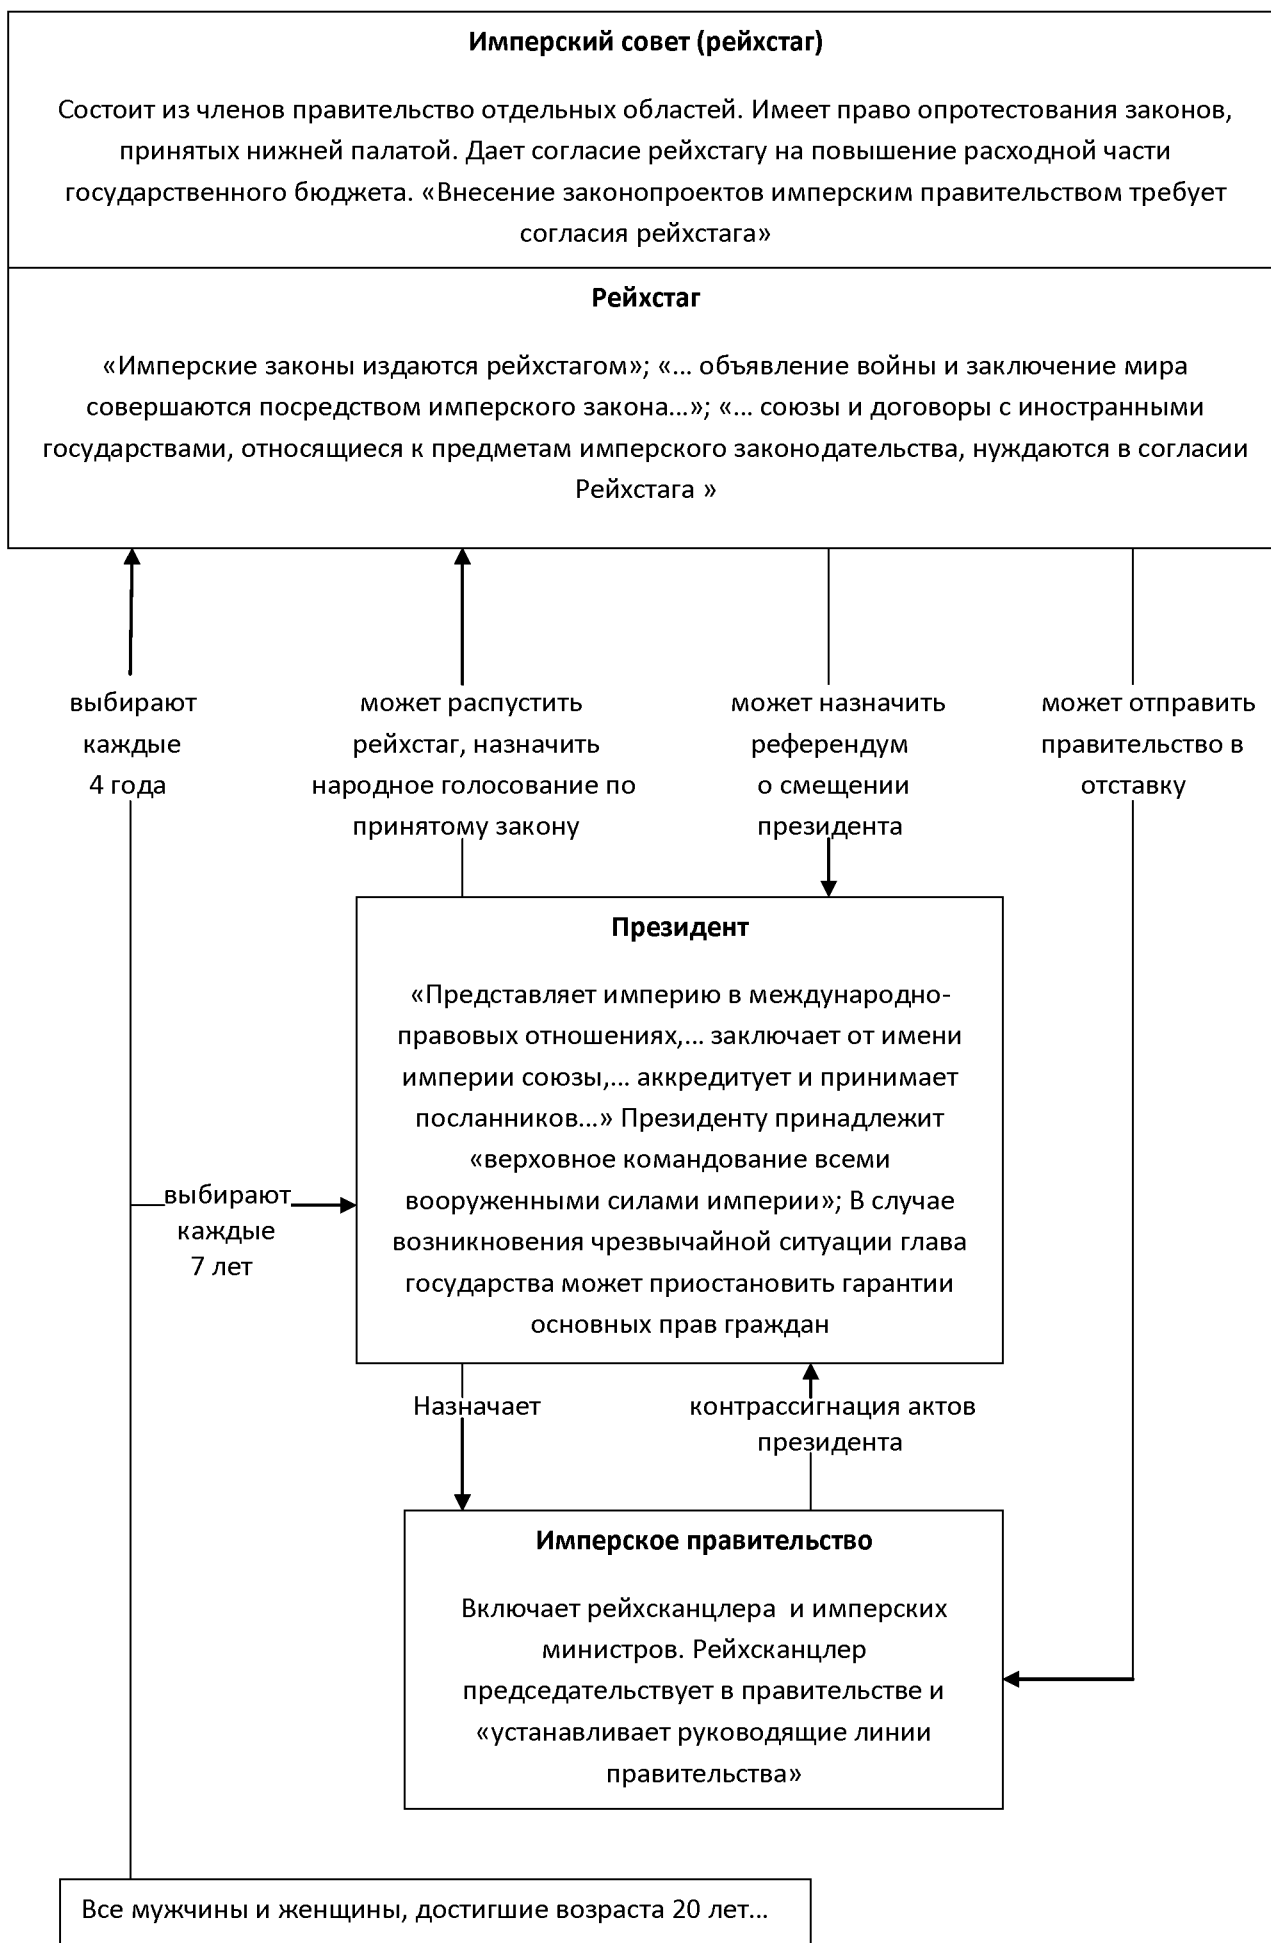 Имперский совет (рейхстаг)
Состоит из членов правительство отдельных областей. Имеет право опротестования законов,
принятых нижней палатой. Дает согласие рейхстагу на повышение расходной части
государственного бюджета. «Внесение законопроектов имперским правительством требует
согласия рейхстага»
Рейхстаг
«Имперские законы издаются рейхстагом»; «... объявление войны и заключение мира
совершаются посредством имперского закона...»; «... союзы и договоры с иностранными
государствами, относящиеся к предметам имперского законодательства, нуждаются в согласии
Рейхстага »
выбирают
каждые
4 года
может распустить
рейхстаг, назначить
народное голосование по
принятому закону
может назначить
референдум
о смещении
президента
может отправить
правительство в
отставку
Президент
«Представляет империю в международно-
правовых отношениях,... заключает от имени
империи союзы,... аккредитует и принимает
посланников...» Президенту принадлежит
«верховное командование всеми
вооруженными силами империи»; В случае
возникновения чрезвычайной ситуации глава
государства может приостановить гарантии
основных прав граждан
выбирают
каждые
7 лет
Назначает
контрассигнация актов
президента
Имперское правительство
Включает рейхсканцлера и имперских
министров. Рейхсканцлер
председательствует в правительстве и
«устанавливает руководящие линии
правительства»
Все мужчины и женщины, достигшие возраста 20 лет...